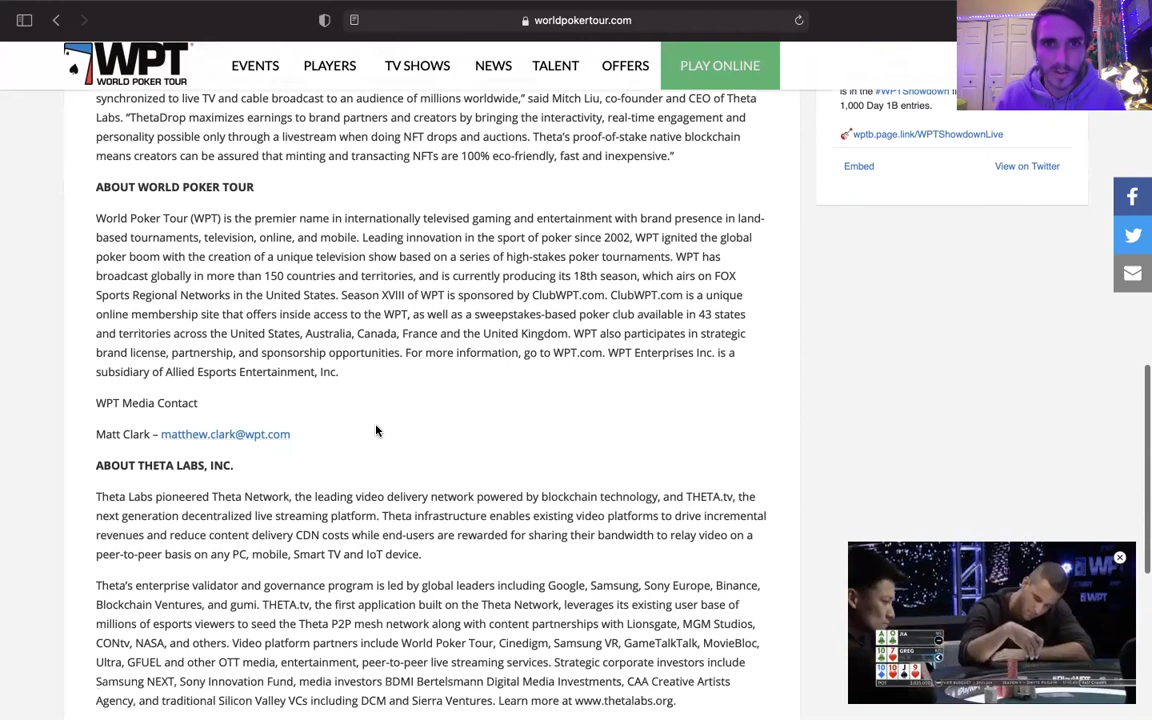 worldpokertour.com
WPT
WORLD POKER TOUR
EVENTS PLAYERS TV SHOWS NEWS TALENT OFFERS PLAY ONLINE
synchronized to live TV and cable broadcast to an audience of millions worldwide,” said Mitch Liu, co-founder and CEO of Theta
Labs. “ThetaDrop maximizes earnings to brand partners and creators by bringing the interactivity, real-time engagement and
personality possible only through a livestream when doing NFT drops and auctions. Theta’s proof-of-stake native blockchain
means creators can be assured that minting and transacting NFTs are 100% eco-friendly, fast and inexpensive.”
ABOUT WORLD POKER TOUR
World Poker Tour (WPT) is the premier name in internationally televised gaming and entertainment with brand presence in land-
based tournaments, television, online, and mobile. Leading innovation in the sport of poker since 2002, WPT ignited the global
poker boom with the creation of a unique television show based on a series of high-stakes poker tournaments. WPT has
broadcast globally in more than 150 countries and territories, and is currently producing its 18th season, which airs on FOX
Sports Regional Networks in the United States. Season XVIII of WPT is sponsored by ClubWPT.com. ClubWPT.com is a unique
online membership site that offers inside access to the WPT, as well as a sweepstakes-based poker club available in 43 states
and territories across the United States, Australia, Canada, France and the United Kingdom. WPT also participates in strategic
brand license, partnership, and sponsorship opportunities. For more information, go to WPT.com. WPT Enterprises Inc. is a
subsidiary of Allied Esports Entertainment, Inc.
WPT Media Contact
Matt Clark – matthew.clark@wpt.com
ABOUT THETA LABS, INC.
Theta Labs pioneered Theta Network, the leading video delivery network powered by blockchain technology, and THETA.tv, the
next generation decentralized live streaming platform. Theta infrastructure enables existing video platforms to drive incremental
revenues and reduce content delivery CDN costs while end-users are rewarded for sharing their bandwidth to relay video on a
peer-to-peer basis on any PC, mobile, Smart TV and IoT device.
Theta’s enterprise validator and governance program is led by global leaders including Google, Samsung, Sony Europe, Binance,
Blockchain Ventures, and gumi. THETA.tv, the first application built on the Theta Network, leverages its existing user base of
millions of esports viewers to seed the Theta P2P mesh network along with content partnerships with Lionsgate, MGM Studios,
CONtv, NASA, and others. Video platform partners include World Poker Tour, Cinedigm, Samsung VR, GameTalkTalk, MovieBloc,
Ultra, GFUEL and other OTT media, entertainment, peer-to-peer live streaming services. Strategic corporate investors include
Samsung NEXT, Sony Innovation Fund, media investors BDMI Bertelsmann Digital Media Investments, CAA Creative Artists
Agency, and traditional Silicon Valley VCs including DCM and Sierra Ventures. Learn more at www.thetalabs.org.
is in the #WPTShowdown
1,000 Day 1B entries.
wptb.page.link/WPTShowdownLive
Embed View on Twitter
WPT
JIA
GREG